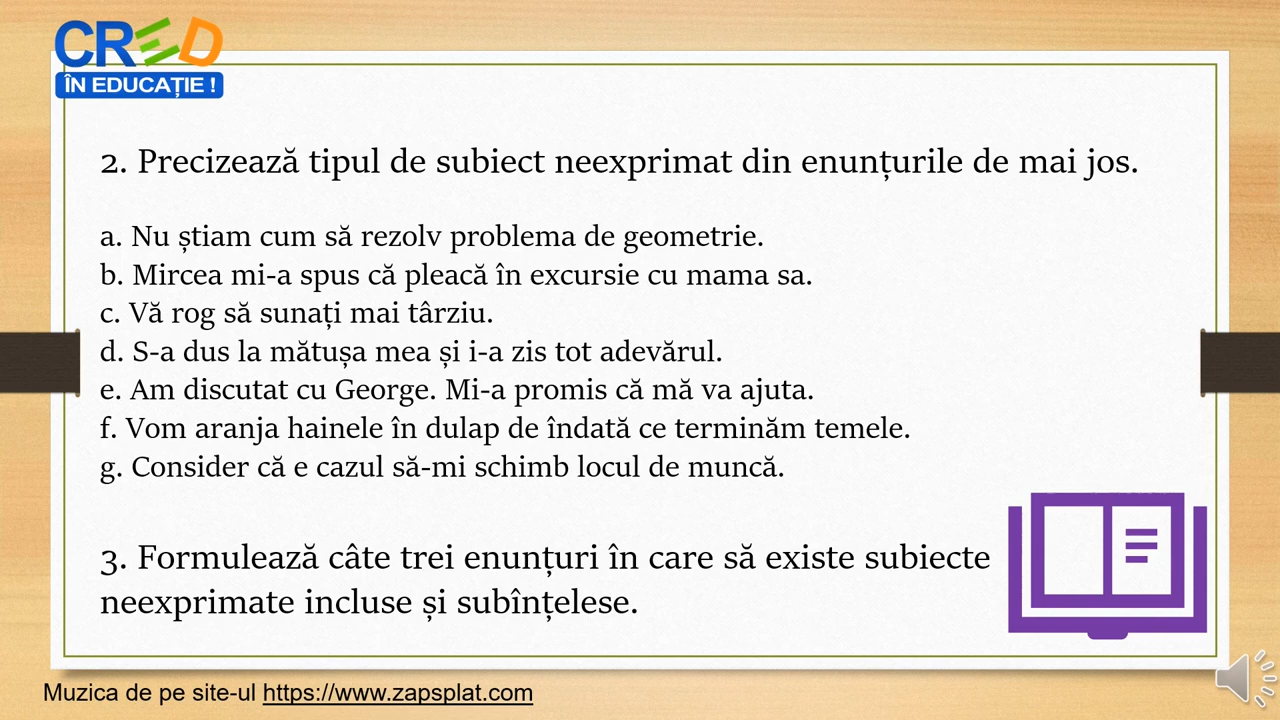 CRED
ÎN EDUCAȚIE !
2. Precizează tipul de subiect neexprimat din enunțurile de mai jos.
a. Nu știam cum să rezolv problema de geometrie.
b. Mircea mi-a spus că pleacă în excursie cu mama sa.
c. Vă rog să sunați mai târziu.
d. S-a dus la mătușa mea și i-a zis tot adevărul.
e. Am discutat cu George. Mi-a promis că mă va ajuta.
f. Vom aranja hainele în dulap de îndată ce terminăm temele.
g. Consider că e cazul să-mi schimb locul de muncă.
3. Formulează câte trei enunțuri în care să existe subiecte
neexprimate incluse și subînțelese.
Muzica de pe site-ul https://www.zapsplat.com